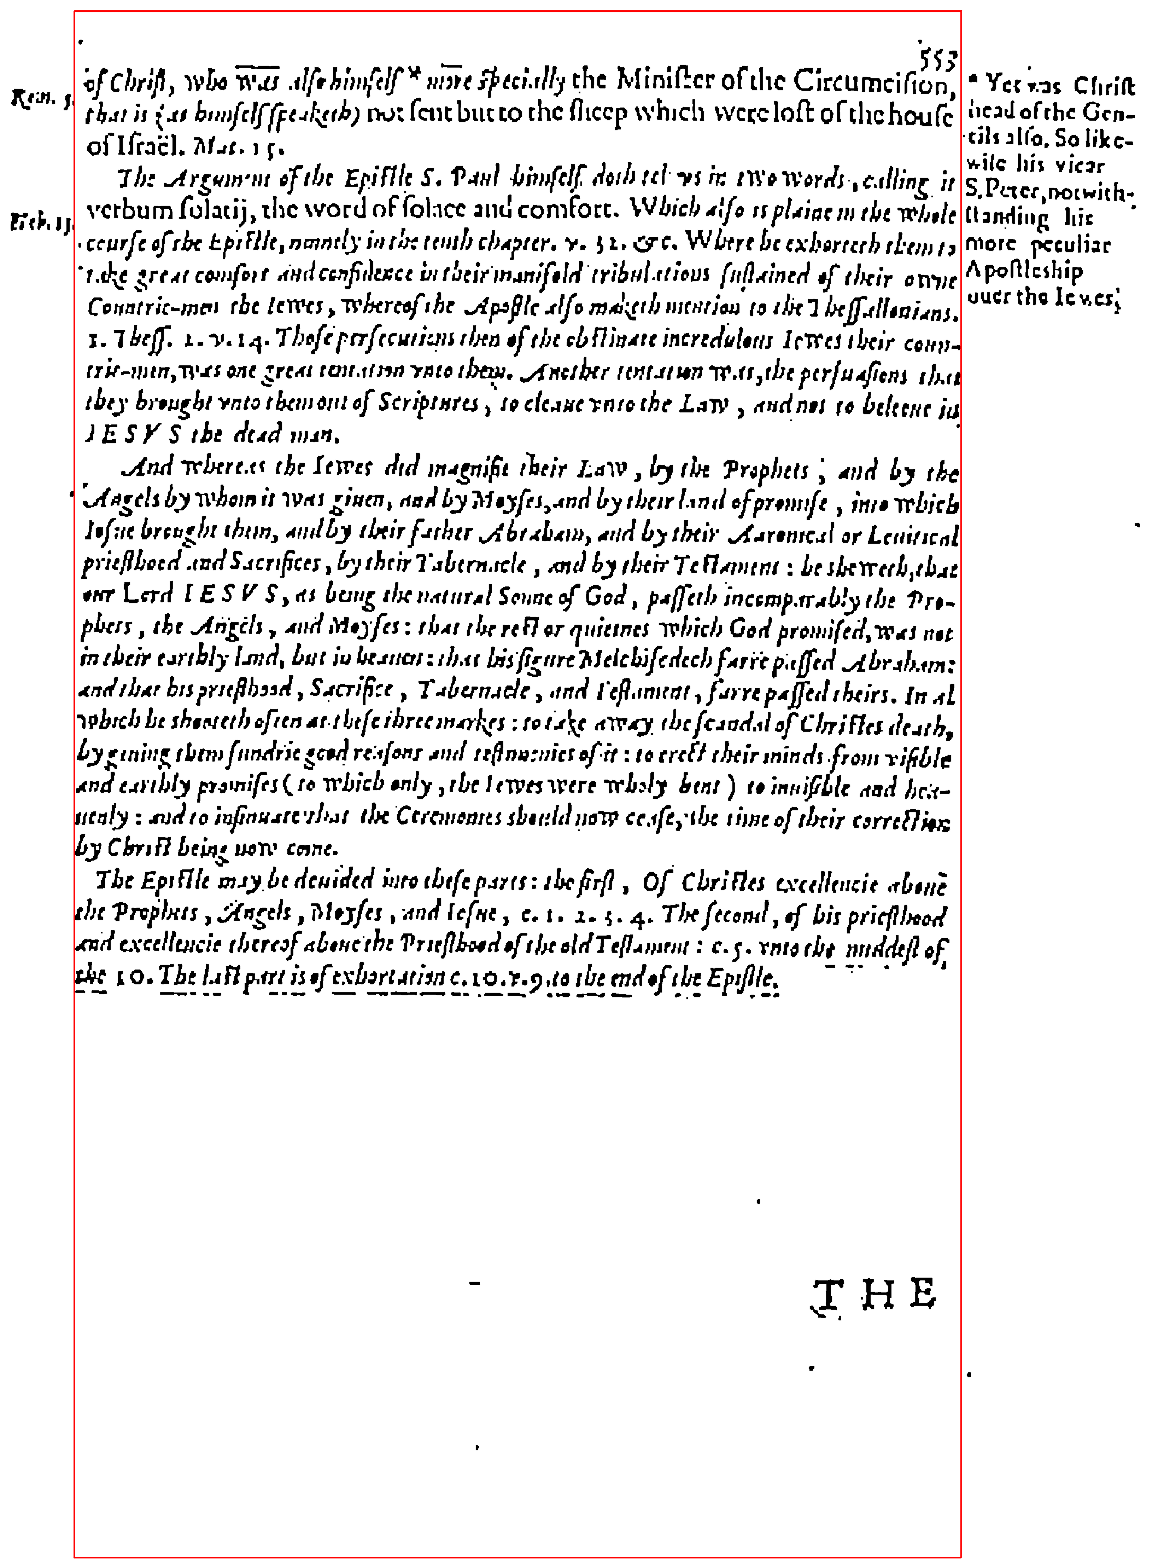 553
of Chriſt, who was alſo himſelf * more ſpecially the Miniſter of the Circumciſion,
that is (as himſelf ſpeaketh) not ſent but to the ſheep which were loſt of the houſe
of Iſraël. Mat. 15.
The Argument of the Epiſtle S. Paul himſelf doth tel vs in two words, calling it
verbum ſolatij, the word of ſolace and comfort. Which alſo is plaine in the whole
courſe of the Epiſtle, namely in the tenth chapter. v. 32. &c. Where he exhorteth them to
take great comfort and confidence in their manifold tribulations ſuſtained of their owne
Countrie-men the Iewes, whereof the Apoſtle alſo maketh mention to the Theſſallonians.
1. Theſſ. 2. v. 14. Thoſe perſecutions then of the obſtinate incredulous Iewes their coun-
trie-men, was one great tentation vnto them. Another tentation was, the perſuaſions that
they brought vnto them out of Scriptures, to cleaue vnto the Law, and not to beleeue in
IESVS the dead man.
And whereas the Iewes did magnifie their Law, by the Prophets, and by the
Angels by whom it was giuen, and by Moyſes, and by their land of promiſe, into which
Ioſue brought them, and by their father Abraham, and by their Aaronical or Leuitical
prieſthood and Sacrifices, by their Tabernacle, and by their Teſtament: he sheweth, that
our Lord IESVS, as being the natural Sonne of God, paſſeth incomparably the Pro-
phets, the Angels, and Moyſes: that the reſt or quietnes which God promiſed, was not
in their earthly land, but in heauen: that his figure Melchiſedech farre paſſed Abraham:
and that his prieſthood, Sacrifice, Tabernacle, and Teſtament, farre paſſed theirs. In al
which he shooteth often at theſe three markes: to take away the ſcandal of Chriſtes death,
by giuing them ſundrie good reaſons and teſtimonies of it: to erect their minds from viſible
and earthly promiſes (to which only, the Iewes were wholy bent) to inuiſible and hea-
uenly: and to inſinuate that the Ceremonies should now ceaſe, the time of their correction
by Chriſt being now come.
The Epiſtle may be deuided into theſe parts: the firſt, Of Chriſtes excellencie aboue
the Prophets, Angels, Moyſes, and Ioſue, c. 1. 2. 3. 4. The ſecond, of his prieſthood
and excellencie thereof aboue the Prieſthood of the old Teſtament: c. 5. vnto the middeſt of
the 10. The laſt part is of exhortation c. 10. v. 9. to the end of the Epiſtle.
THE
Rom.
Heb. 13.
* Yet was Chriſt
head of the Gen-
tils alſo. So like-
wiſe his vicar
S. Peter, notwith-
ſtanding his
more peculiar
Apoſtleship
ouer the Iewes.